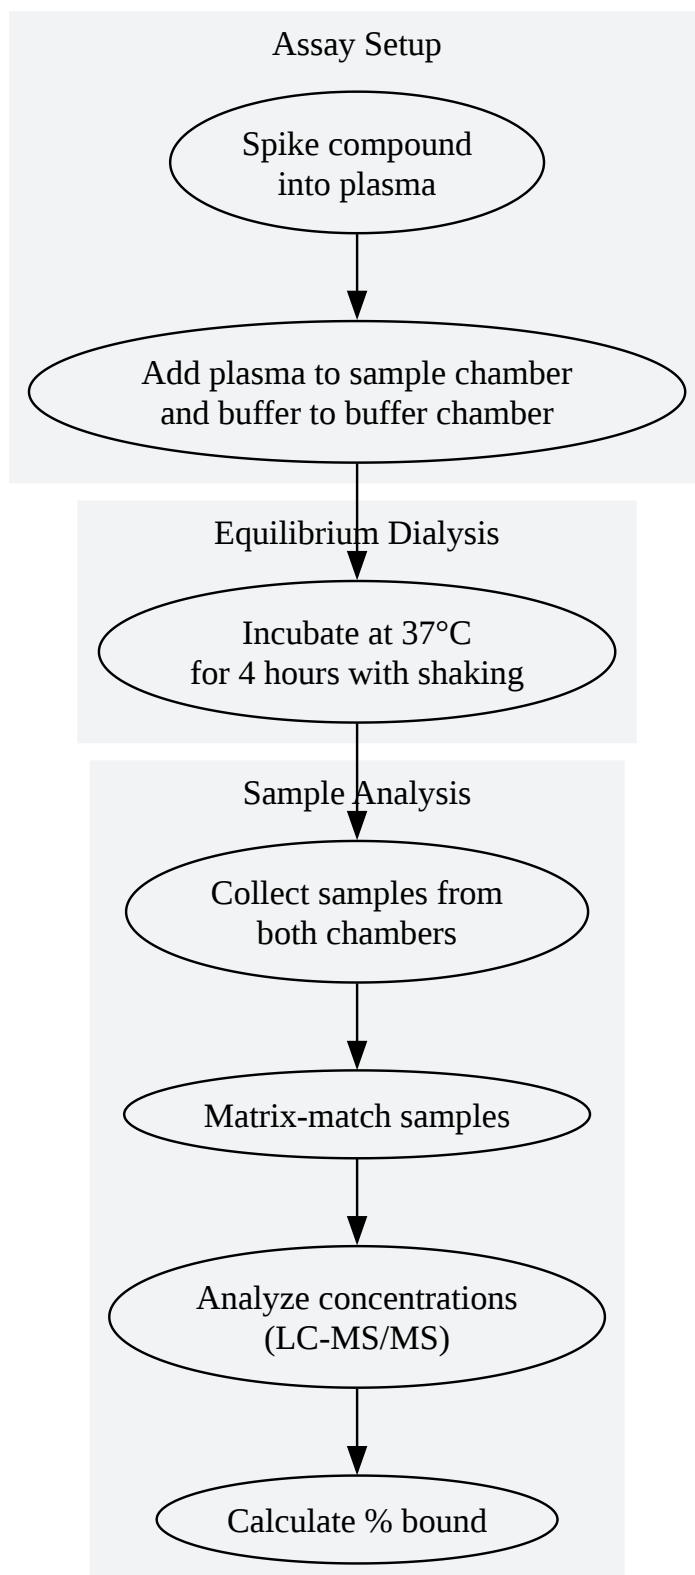 Assay Setup
Spike compound
into plasma
Add plasma to sample chamber
and buffer to buffer chamber
Equilibrium Dialysis
Incubate at 37°C
for 4 hours with shaking
Sample Analysis
Collect samples from
both chambers
Matrix-match samples
Analyze concentrations
(LC-MS/MS)
Calculate % bound